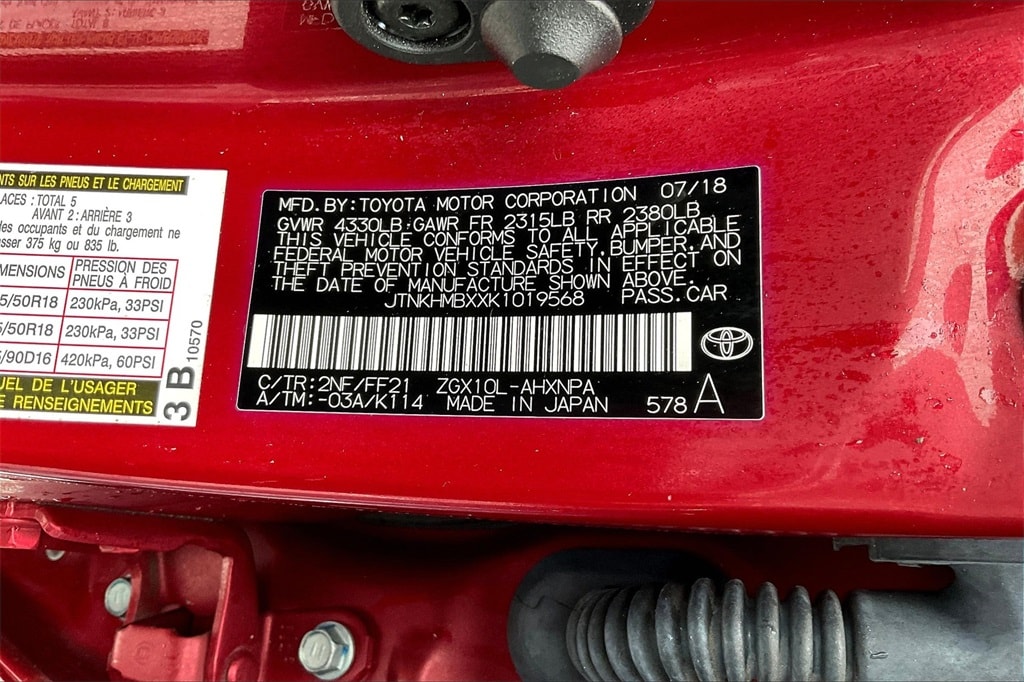 NTS SUR LES PNEUS ET LE CHARGEMENT
LACES: TOTAL 5
AVANT 2: ARRIÈRE 3
des occupants et du chargement ne
asser 375 kg ou 835 lb.
MENSIONS PRESSION DES PNEUS À FROID
5/50R18 230kPa, 33PSI
5/50R18 230kPa, 33PSI
5/90D16 420kPa, 60PSI
UEL DE L'USAGER
E RENSEIGNEMENTS
3 B 10570
MFD. BY: TOYOTA MOTOR CORPORATION 07/18
GVWR 4330LB: GAWR FR 2315LB RR 2380LB
THIS VEHICLE CONFORMS TO ALL APPLICABLE
FEDERAL MOTOR VEHICLE SAFETY, BUMPER, AND
THEFT PREVENTION STANDARDS IN EFFECT ON
THE DATE OF MANUFACTURE SHOWN ABOVE.
JTNKHMBXXK1019568 PASS. CAR
C/TR: 2NF/FF21 ZGX10L-AHXNPA
A/TM:-03A/K114 MADE IN JAPAN 578 A